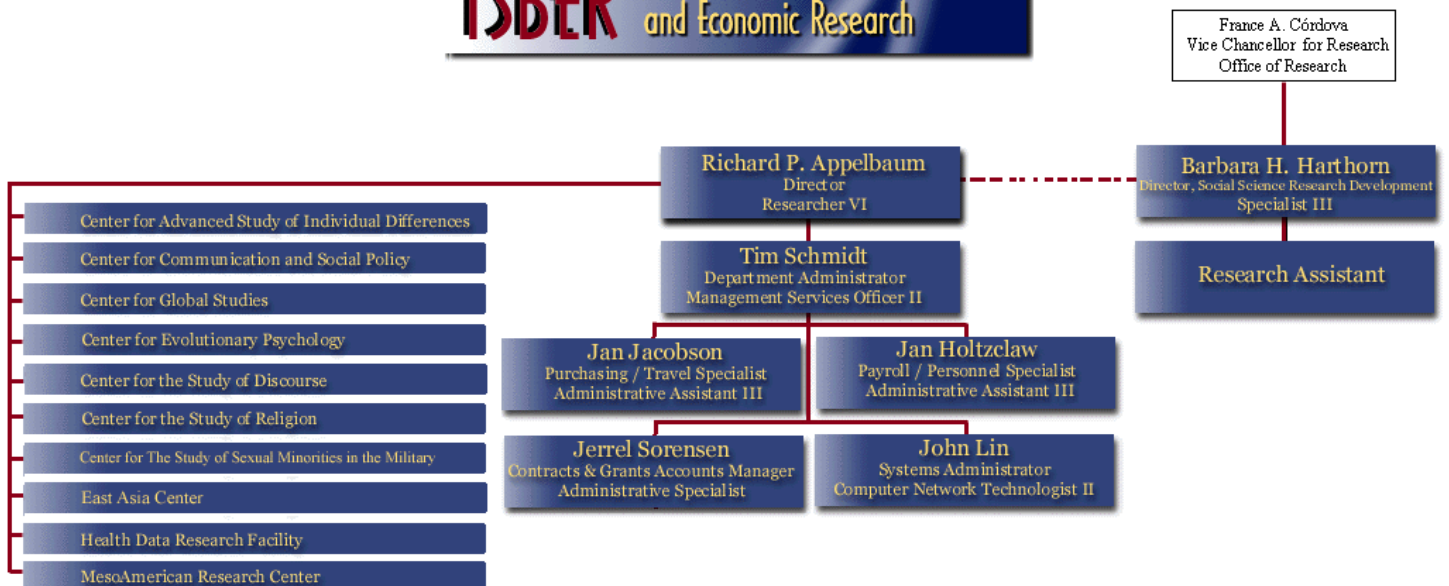 ISBER and Economic Research
France A. Córdova
Vice Chancellor for Research
Office of Research
Richard P. Appelbaum
Director
Researcher VI
Barbara H. Harthorn
Director, Social Science Research Development
Specialist III
Tim Schmidt
Department Administrator
Management Services Officer II
Research Assistant
Jan Jacobson
Purchasing / Travel Specialist
Administrative Assistant III
Jan Holtzclaw
Payroll / Personnel Specialist
Administrative Assistant III
Jerrel Sorensen
Contracts & Grants Accounts Manager
Administrative Specialist
John Lin
Systems Administrator
Computer Network Technologist II
Center for Advanced Study of Individual Differences
Center for Communication and Social Policy
Center for Global Studies
Center for Evolutionary Psychology
Center for the Study of Discourse
Center for the Study of Religion
Center for The Study of Sexual Minorities in the Military
East Asia Center
Health Data Research Facility
MesoAmerican Research Center